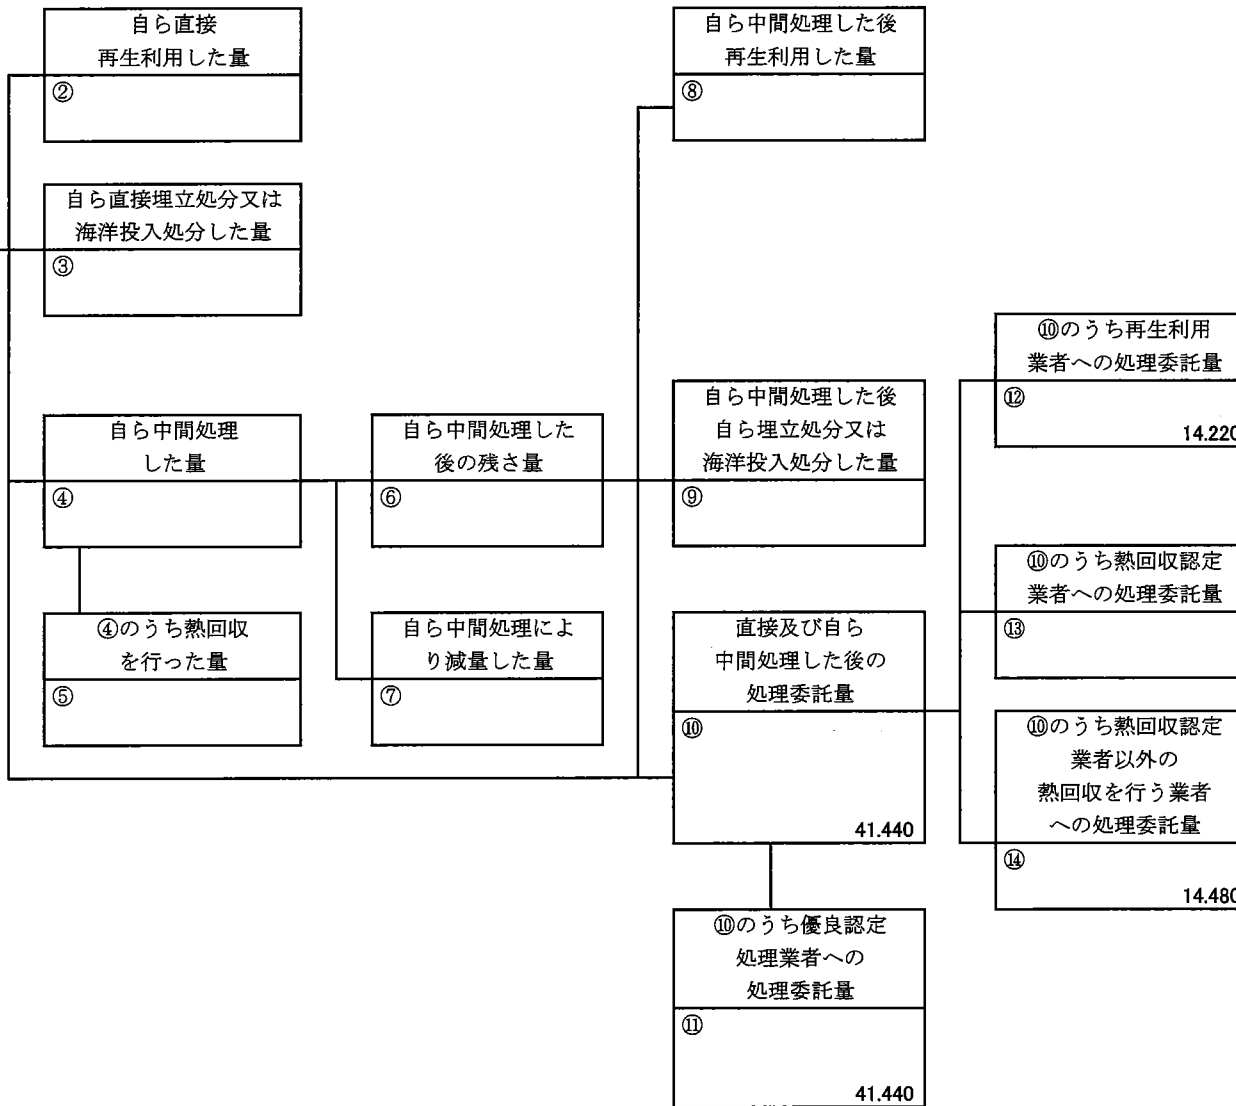 自ら直接
再生利用した量
②
自ら中間処理した後
再生利用した量
⑧
自ら直接埋立処分又は
海洋投入処分した量
③
⑩のうち再生利用
業者への処理委託量
⑫
14.220
自ら中間処理
した量
④
自ら中間処理した
後の残さ量
⑥
自ら中間処理した後
自ら埋立処分又は
海洋投入処分した量
⑨
⑩のうち熱回収認定
業者への処理委託量
⑬
④のうち熱回収
を行った量
⑤
自ら中間処理によ
り減量した量
⑦
直接及び自ら
中間処理した後の
処理委託量
⑩
41.440
⑩のうち熱回収認定
業者以外の
熱回収を行う業者
への処理委託量
⑭
14.480
⑩のうち優良認定
処理業者への
処理委託量
⑪
41.440